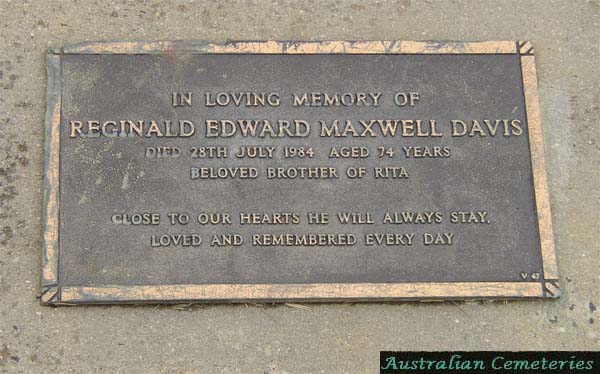 IN LOVING MEMORY OF
REGINALD EDWARD MAXWELL DAVIS
DIED 28TH JULY 1984 AGED 74 YEARS
BELOVED BROTHER OF RITA
CLOSE TO OUR HEARTS HE WILL ALWAYS STAY,
LOVED AND REMEMBERED EVERY DAY
V 47
Australian Cemeteries